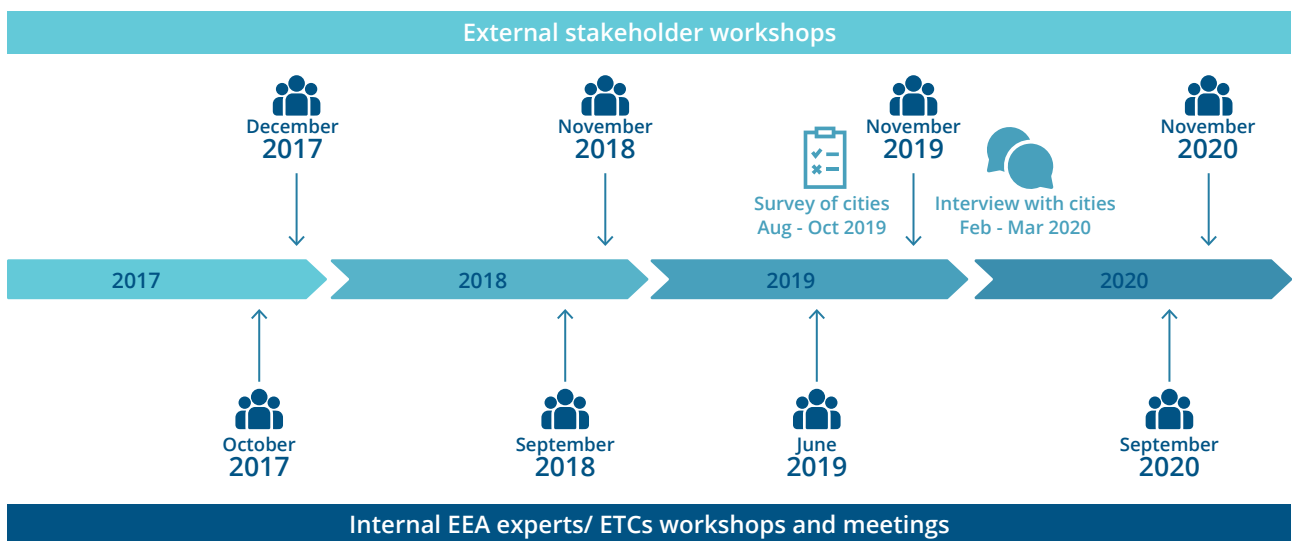 External stakeholder workshops
December
2017
November
2018
November
2019
November
2020
Survey of cities
Aug - Oct 2019
Interview with cities
Feb - Mar 2020
2017
2018
2019
2020
October
2017
September
2018
June
2019
September
2020
Internal EEA experts/ ETCs workshops and meetings